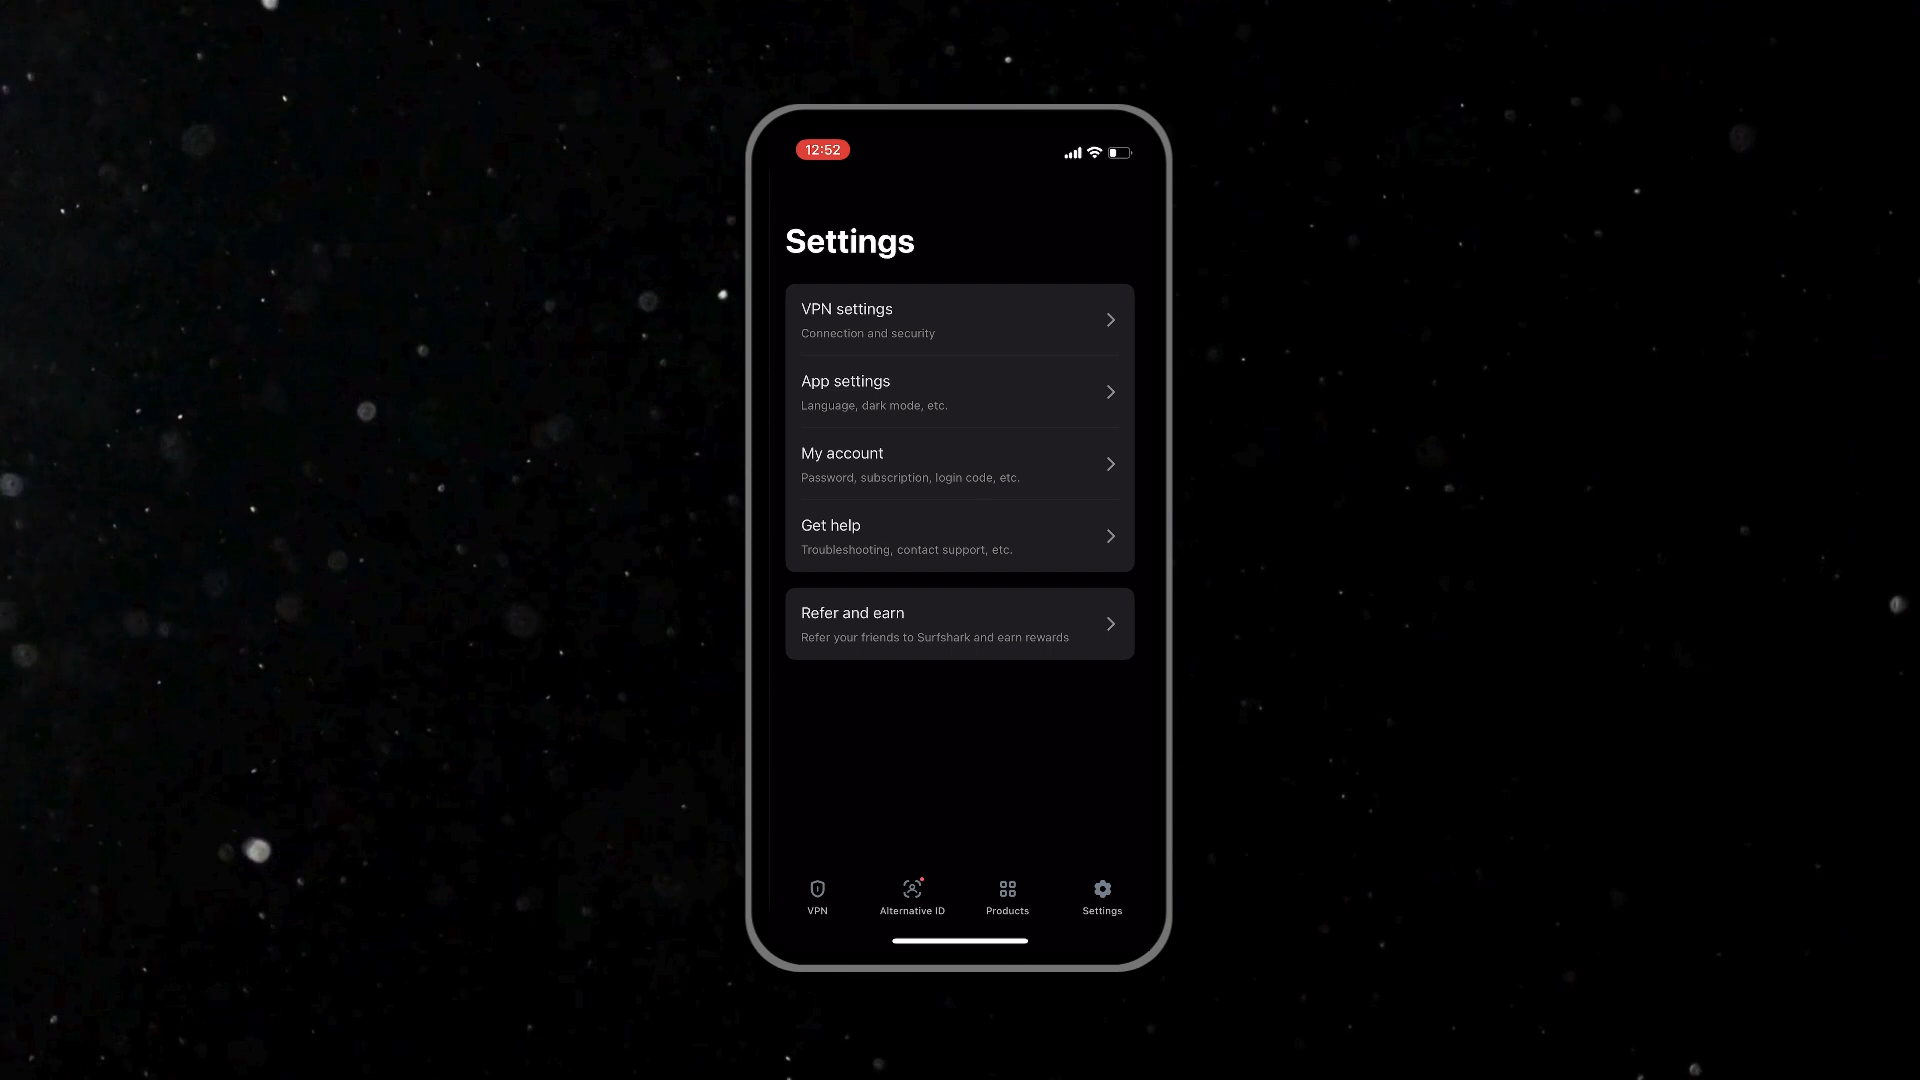 12:52
Settings
VPN settings
Connection and security
App settings
Language, dark mode, etc.
My account
Password, subscription, login code, etc.
Get help
Troubleshooting, contact support, etc.
Refer and earn
Refer your friends to Surfshark and earn rewards
VPN
Alternative ID
Products
Settings